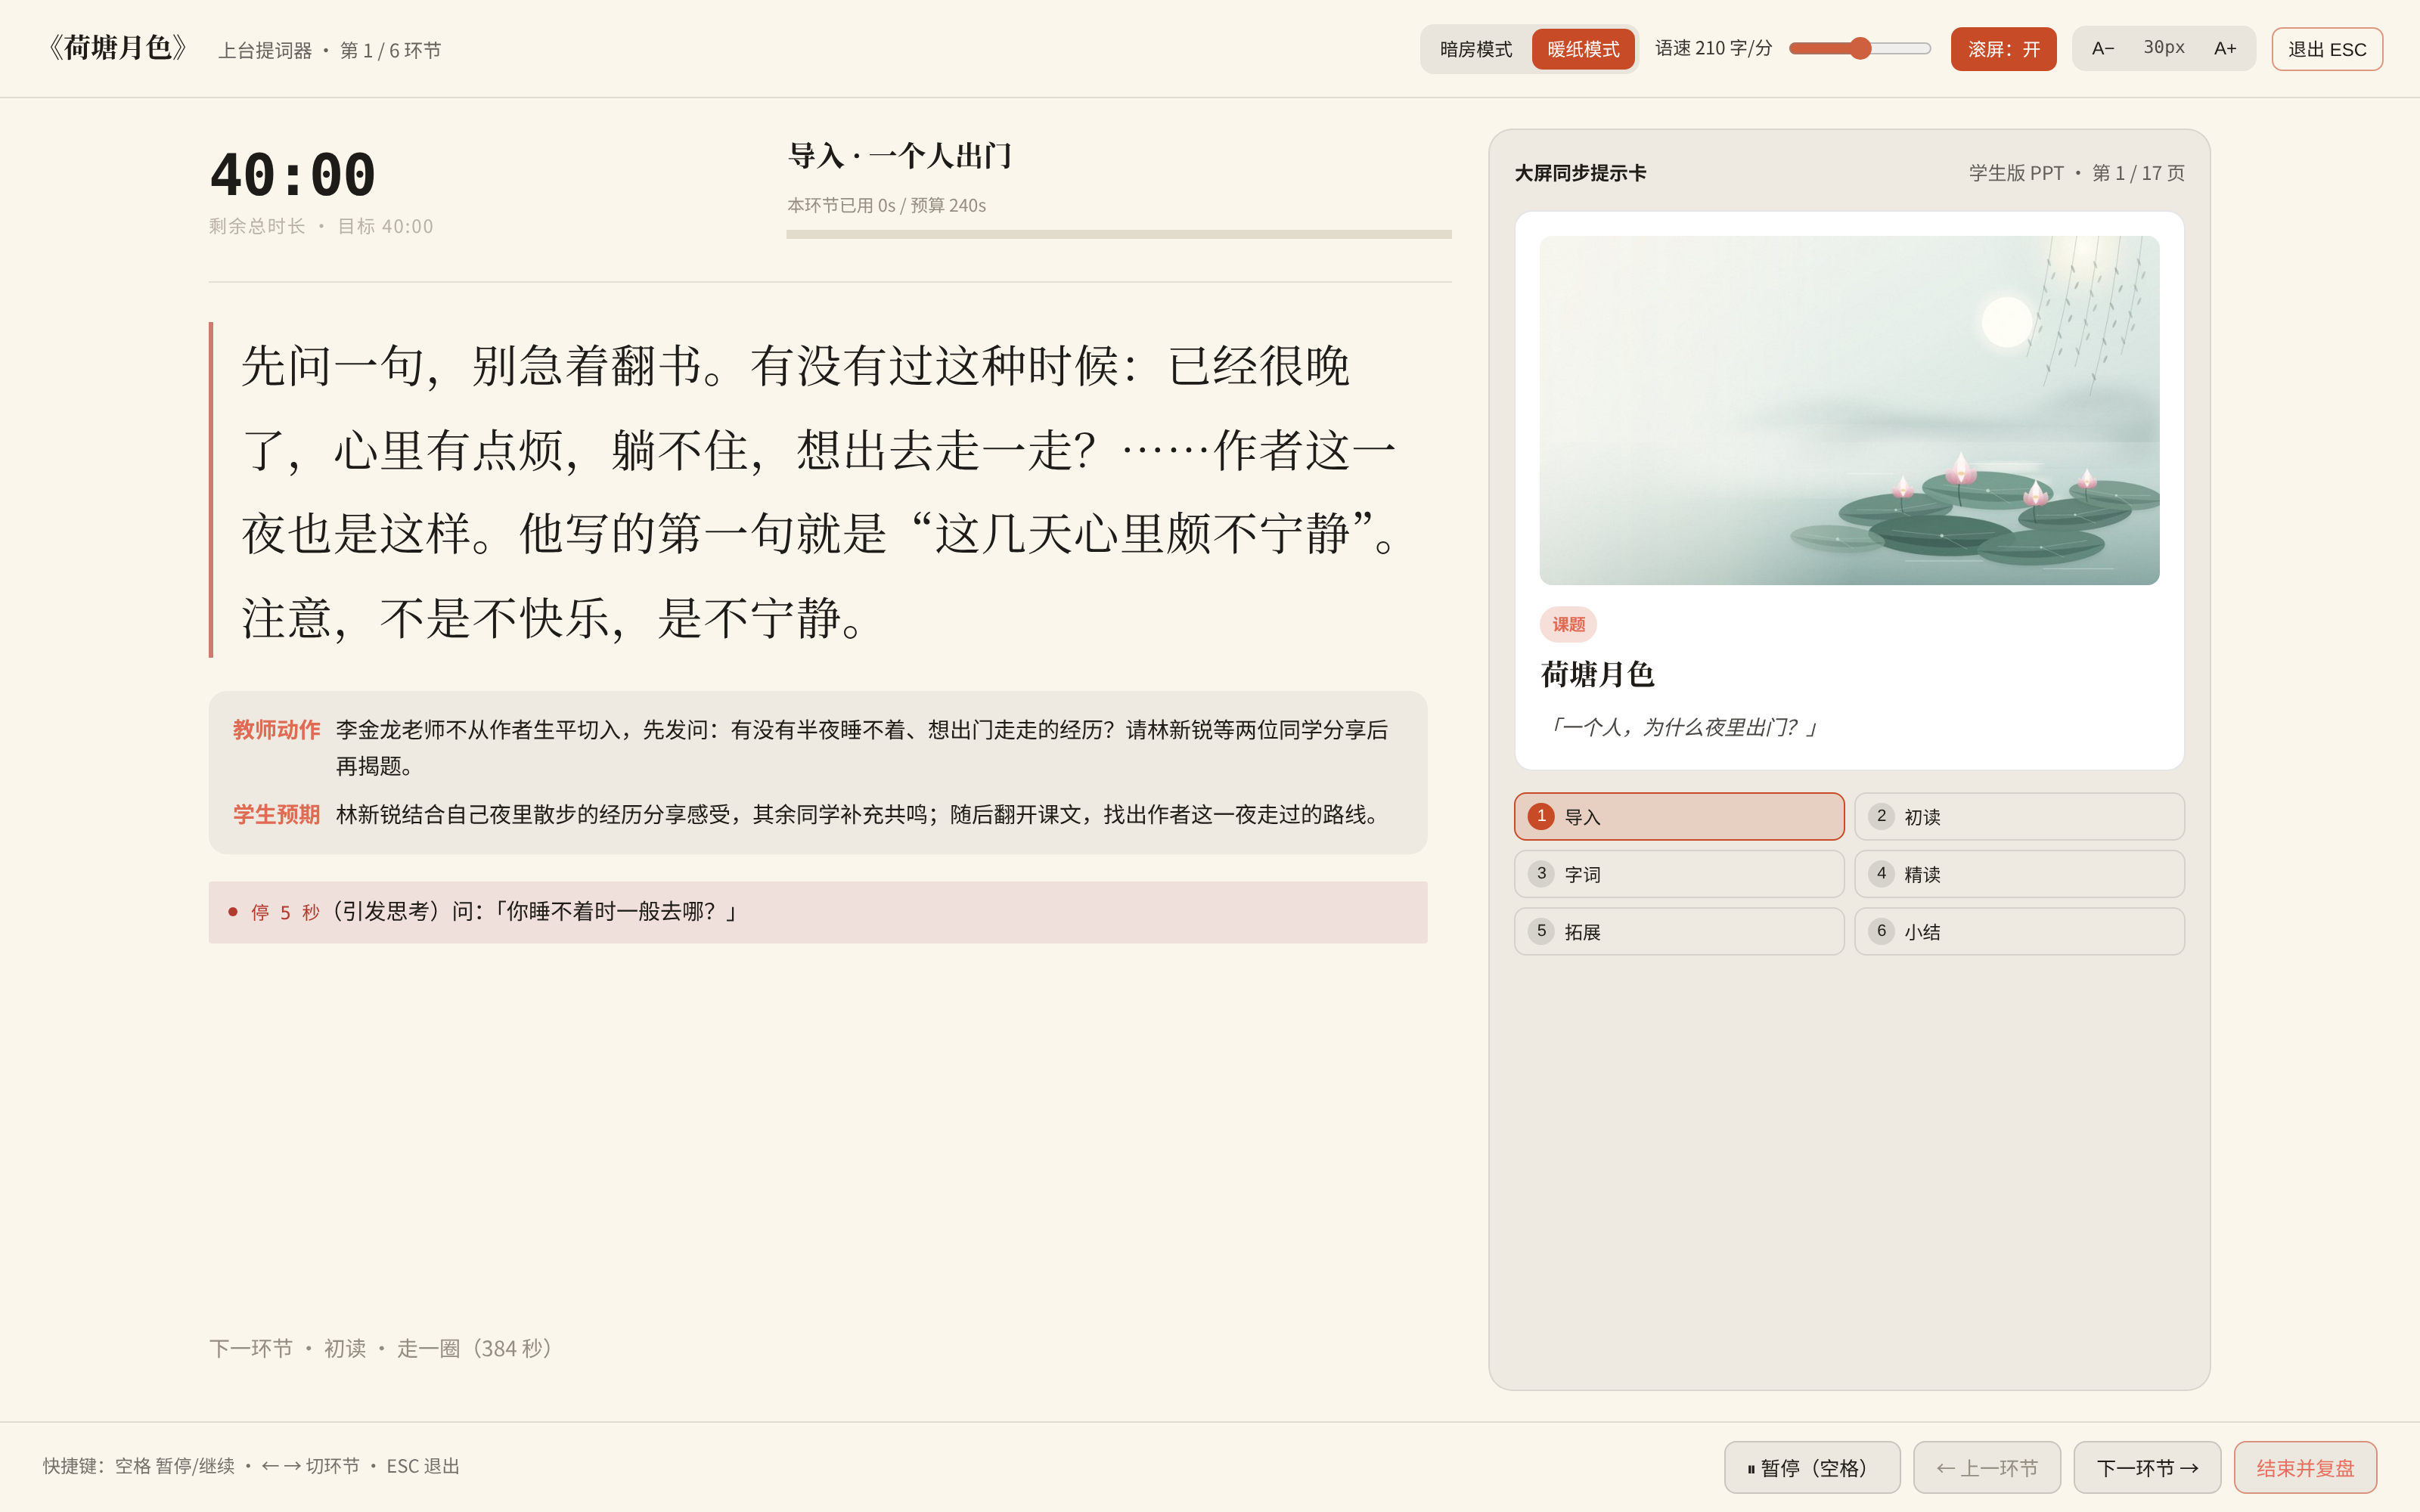 《荷塘月色》 上台提词器 · 第 1 / 6 环节
暗房模式 暖纸模式 语速 210 字/分 滚屏：开 A− 30px A+ 退出 ESC
40:00
剩余总时长 · 目标 40:00
导入 · 一个人出门
本环节已用 0s / 预算 240s
先问一句，别急着翻书。有没有过这种时候：已经很晚
了，心里有点烦，躺不住，想出去走一走？……作者这一
夜也是这样。他写的第一句就是“这几天心里颇不宁静”。
注意，不是不快乐，是不宁静。
教师动作 李金龙老师不从作者生平切入，先发问：有没有半夜睡不着、想出门走走的经历？请林新锐等两位同学分享后
再揭题。
学生预期 林新锐结合自己夜里散步的经历分享感受，其余同学补充共鸣；随后翻开课文，找出作者这一夜走过的路线。
停 5 秒（引发思考）问：「你睡不着时一般去哪？」
下一环节 · 初读 · 走一圈（384 秒）
大屏同步提示卡 学生版 PPT · 第 1 / 17 页
课题
荷塘月色
「一个人，为什么夜里出门？」
1 导入
2 初读
3 字词
4 精读
5 拓展
6 小结
快捷键：空格 暂停/继续 · ←→ 切环节 · ESC 退出
⏸ 暂停（空格） ← 上一环节 下一环节 → 结束并复盘